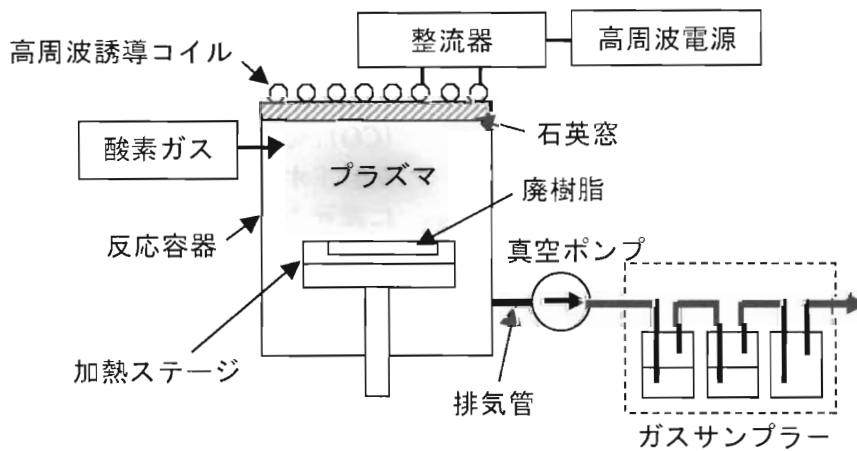 整流器
高周波電源
高周波誘導コイル
石英窓
酸素ガス
プラズマ
廃樹脂
反応容器
真空ポンプ
加熱ステージ
排気管
ガスサンプラー